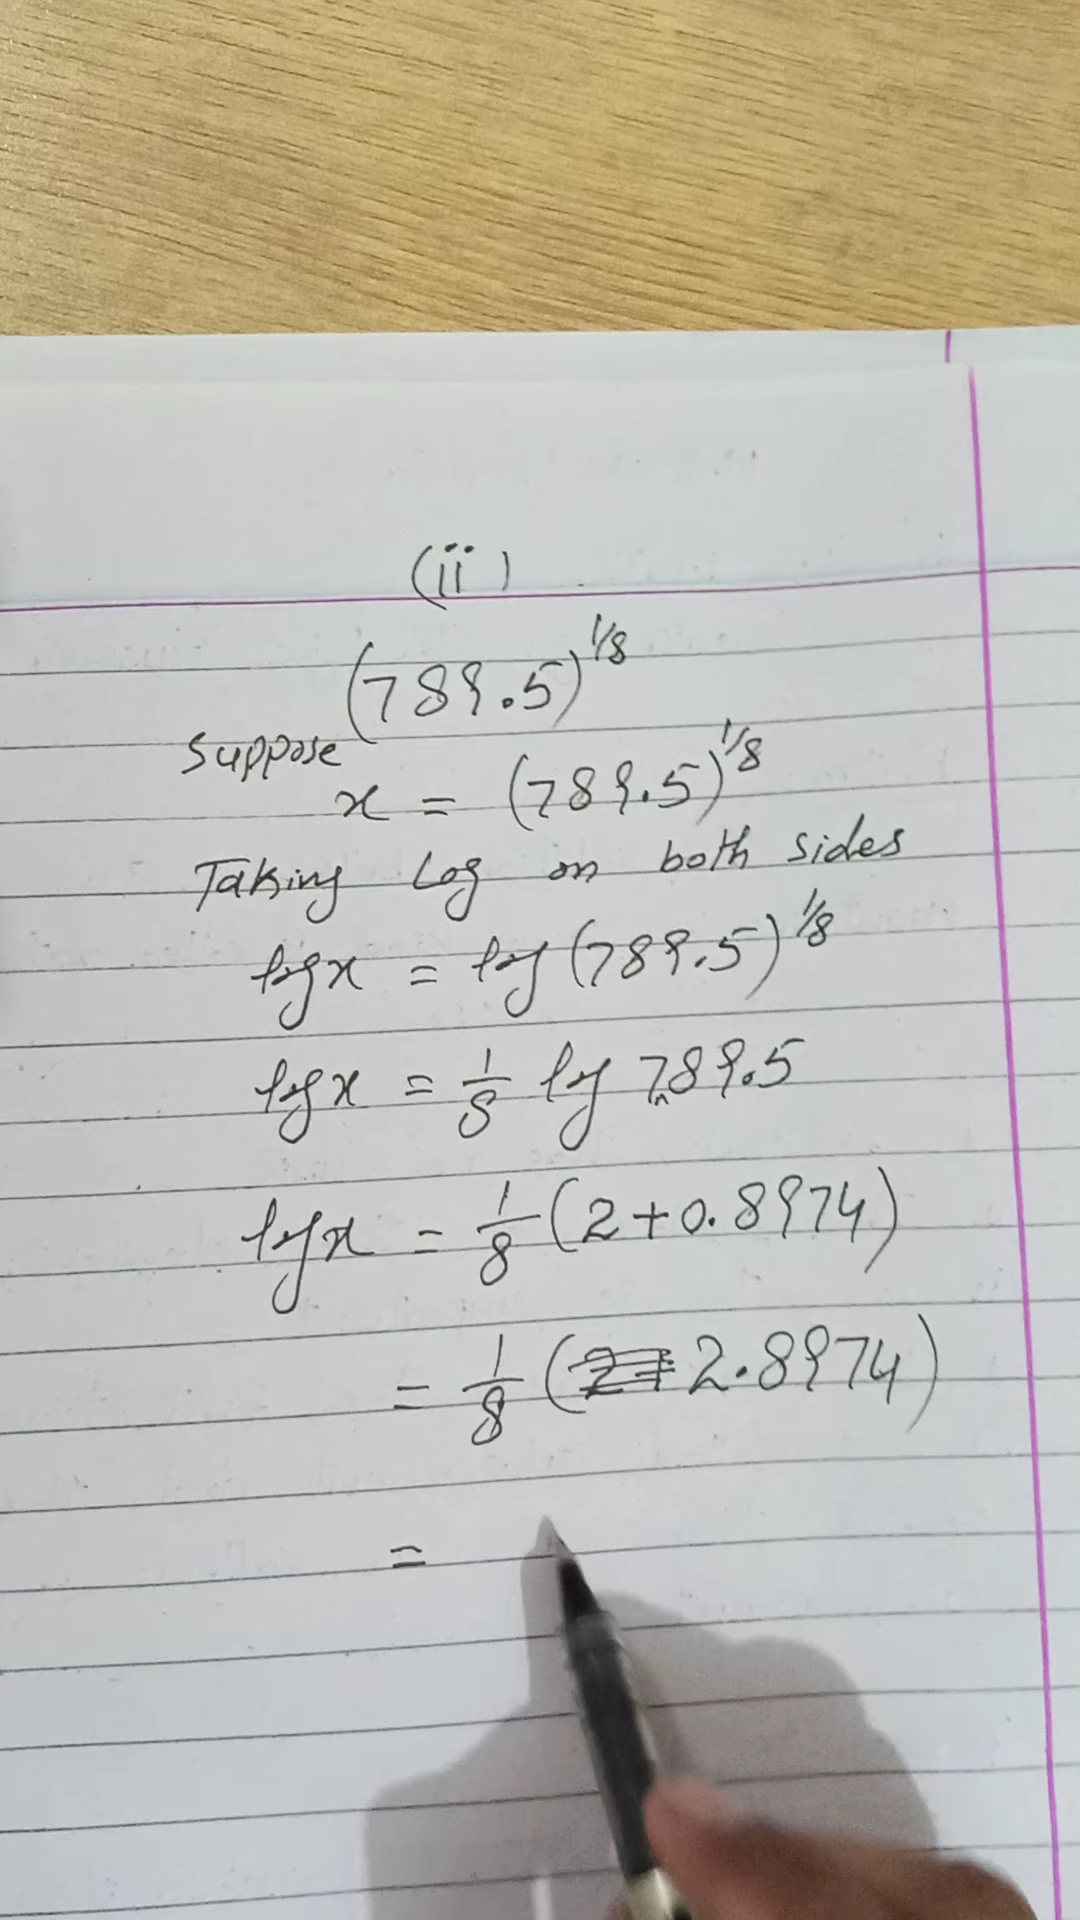 (ii)
(789.5)^1/8
Suppose
x = (789.5)^1/8
Taking Log on both sides
log x = log (789.5)^1/8
log x = 1/8 log 789.5
log x = 1/8 (2+0.8974)
= 1/8 (2.8974)
=